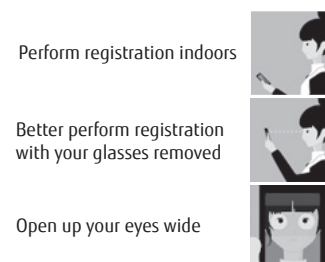 Perform registration indoors
Better perform registration
with your glasses removed
Open up your eyes wide